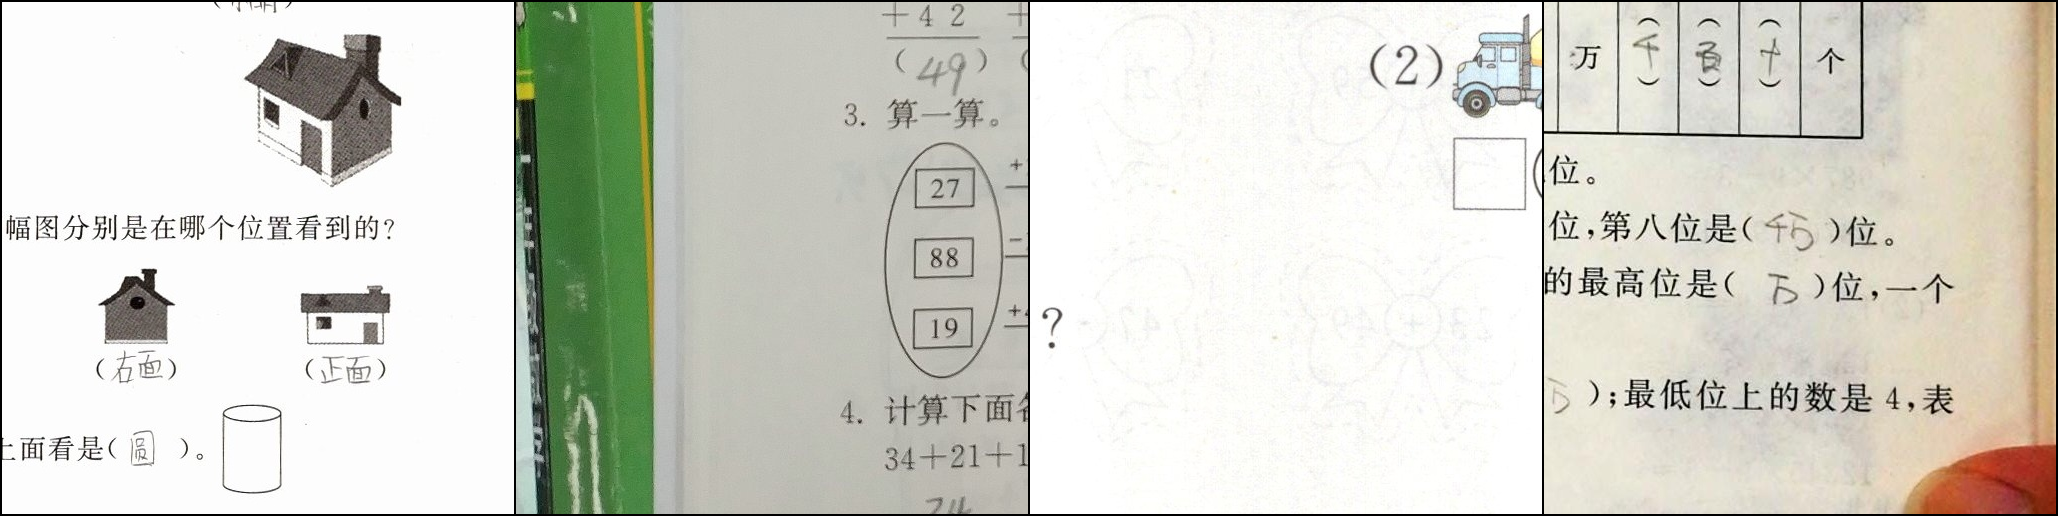 幅图分别是在哪个位置看到的?
(右面) (正面)
上面看是(圆)。
+42
(49)
3. 算一算。
27
88
19
4. 计算下面各
34+21+1
74
(2)
?
万 (千) (百) (十) 个
位。
位,第八位是(千万)位。
的最高位是(万)位,一个
万);最低位上的数是4,表